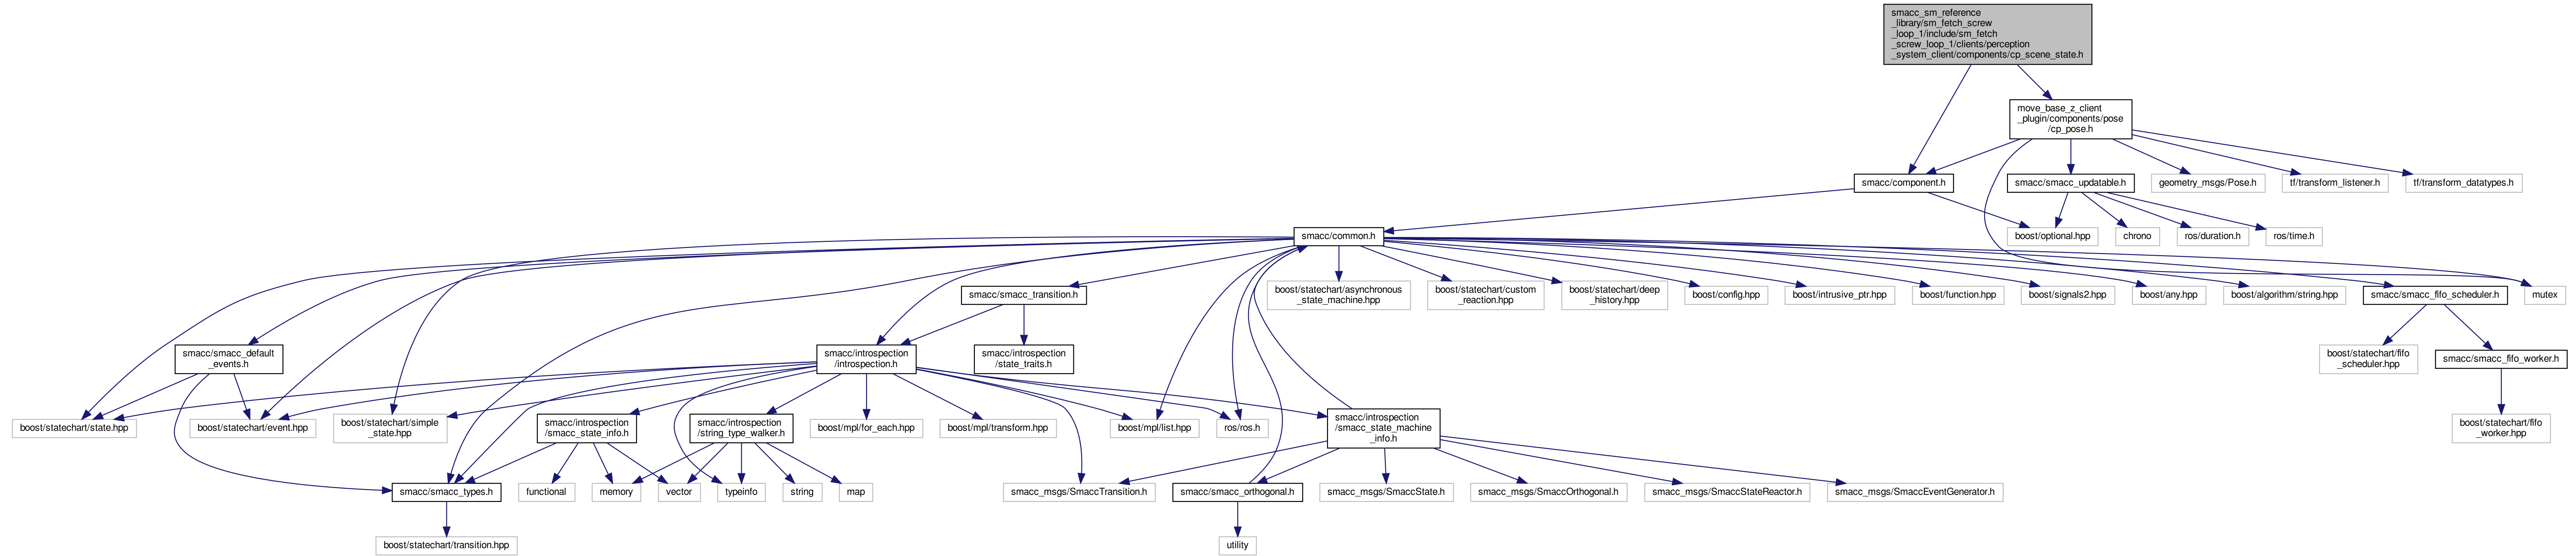 smacc_sm_reference
_library/sm_fetch_screw
_loop_1/include/sm_fetch
_screw_loop_1/clients/perception
_system_client/components/cp_scene_state.h
move_base_z_client
_plugin/components/pose
/cp_pose.h
smacc/component.h
smacc/smacc_updatable.h
geometry_msgs/Pose.h
tf/transform_listener.h
tf/transform_datatypes.h
smacc/common.h
boost/optional.hpp
chrono
ros/duration.h
ros/time.h
smacc/smacc_transition.h
boost/statechart/asynchronous
_state_machine.hpp
boost/statechart/custom
_reaction.hpp
boost/statechart/deep
_history.hpp
boost/config.hpp
boost/intrusive_ptr.hpp
boost/function.hpp
boost/signals2.hpp
boost/any.hpp
boost/algorithm/string.hpp
smacc/smacc_fifo_scheduler.h
mutex
smacc/smacc_default
_events.h
smacc/introspection
/introspection.h
smacc/introspection
/state_traits.h
boost/statechart/fifo
_scheduler.hpp
smacc/smacc_fifo_worker.h
boost/statechart/state.hpp
boost/statechart/event.hpp
boost/statechart/simple
_state.hpp
smacc/introspection
/smacc_state_info.h
smacc/introspection
/string_type_walker.h
boost/mpl/for_each.hpp
boost/mpl/transform.hpp
boost/mpl/list.hpp
ros/ros.h
smacc/introspection
/smacc_state_machine
_info.h
boost/statechart/fifo
_worker.hpp
smacc/smacc_types.h
functional
memory
vector
typeinfo
string
map
smacc_msgs/SmaccTransition.h
smacc/smacc_orthogonal.h
smacc_msgs/SmaccState.h
smacc_msgs/SmaccOrthogonal.h
smacc_msgs/SmaccStateReactor.h
smacc_msgs/SmaccEventGenerator.h
boost/statechart/transition.hpp
utility